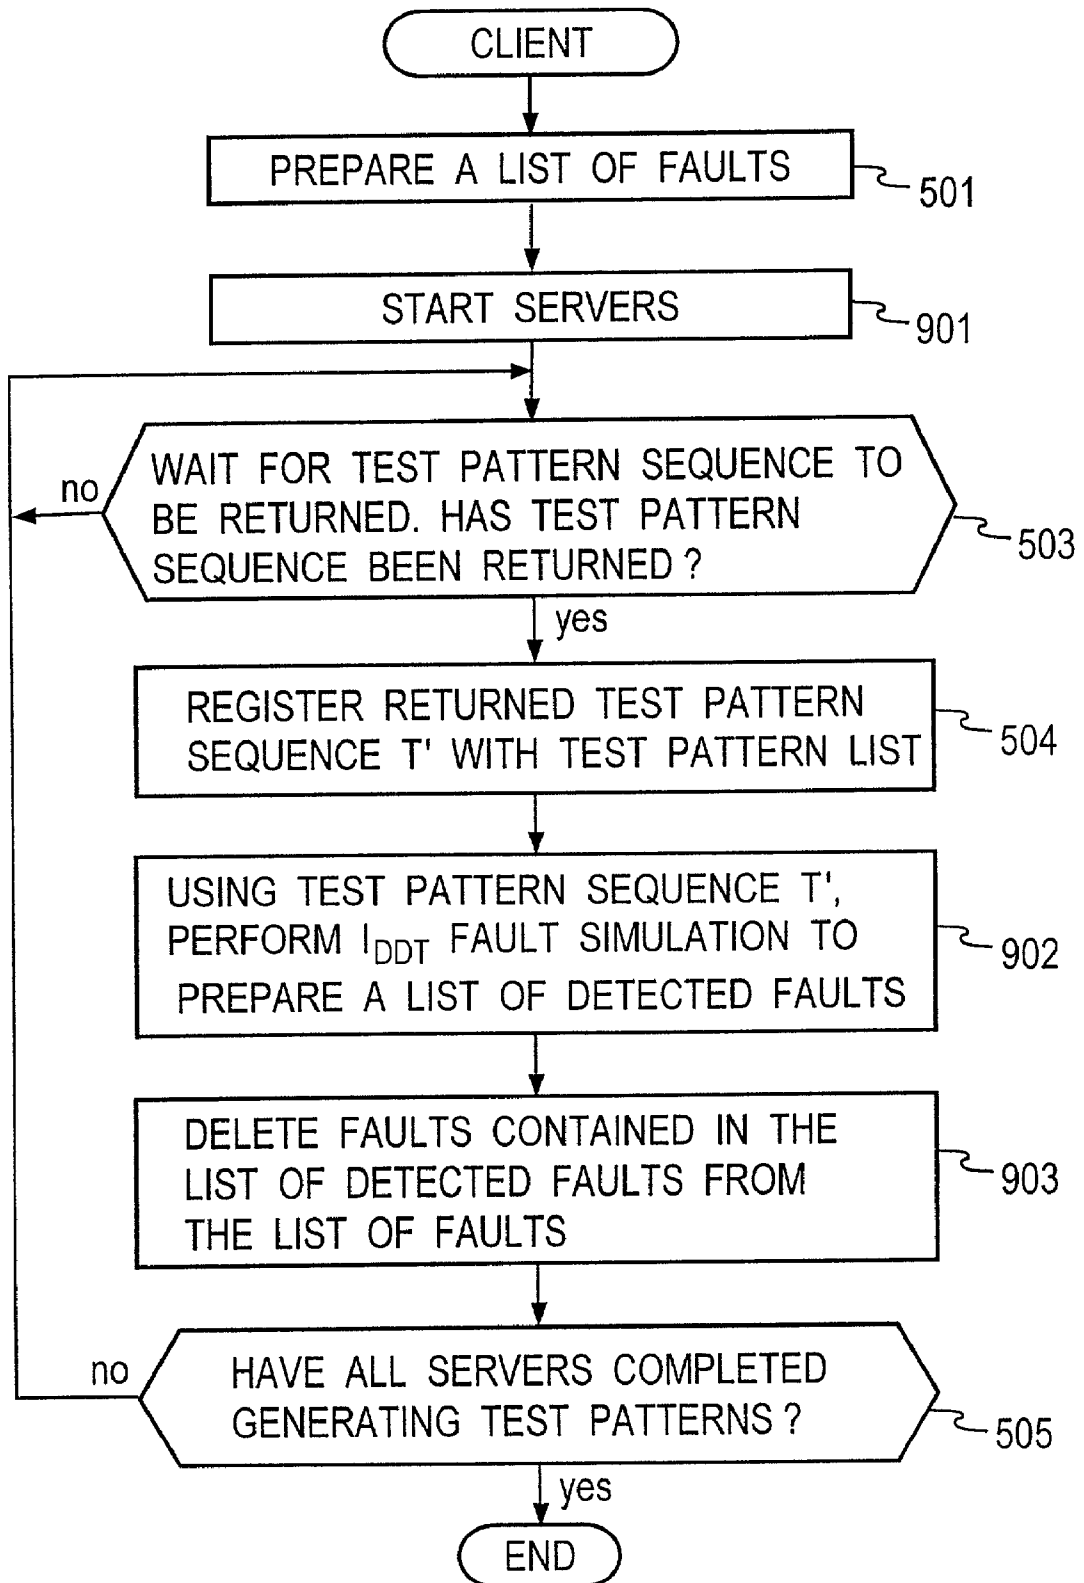 CLIENT
PREPARE A LIST OF FAULTS
501
START SERVERS
901
WAIT FOR TEST PATTERN SEQUENCE TO
BE RETURNED. HAS TEST PATTERN
SEQUENCE BEEN RETURNED?
no
503
yes
REGISTER RETURNED TEST PATTERN
SEQUENCE T' WITH TEST PATTERN LIST
504
USING TEST PATTERN SEQUENCE T',
PERFORM IDDT FAULT SIMULATION TO
PREPARE A LIST OF DETECTED FAULTS
902
DELETE FAULTS CONTAINED IN THE
LIST OF DETECTED FAULTS FROM
THE LIST OF FAULTS
903
no
HAVE ALL SERVERS COMPLETED
GENERATING TEST PATTERNS?
505
yes
END